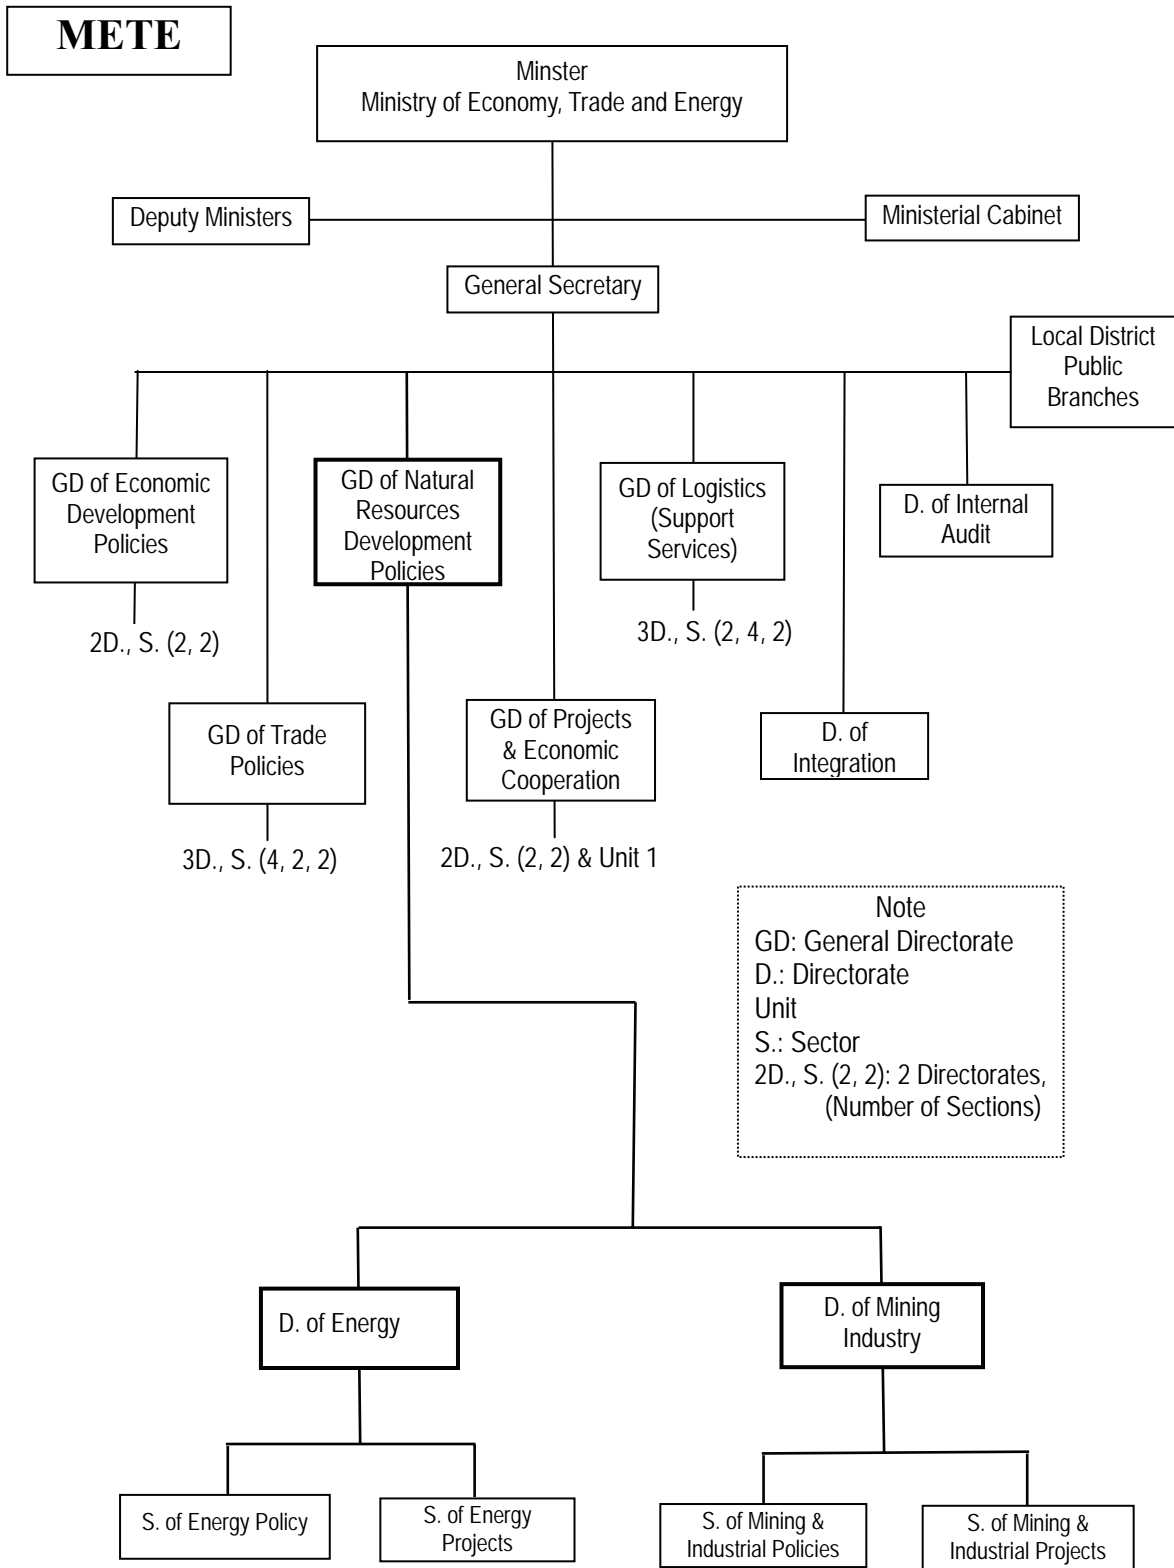 METE
Minster
Ministry of Economy, Trade and Energy
Deputy Ministers
Ministerial Cabinet
General Secretary
Local District
Public
Branches
GD of Economic
Development
Policies
GD of Natural
Resources
Development
Policies
GD of Logistics
(Support
Services)
D. of Internal
Audit
2D., S. (2, 2)
3D., S. (2, 4, 2)
GD of Trade
Policies
GD of Projects
& Economic
Cooperation
D. of
Integration
3D., S. (4, 2, 2)
2D., S. (2, 2) & Unit 1
Note
GD: General Directorate
D.: Directorate
Unit
S.: Sector
2D., S. (2, 2): 2 Directorates,
(Number of Sections)
D. of Energy
D. of Mining
Industry
S. of Energy Policy
S. of Energy
Projects
S. of Mining &
Industrial Policies
S. of Mining &
Industrial Projects